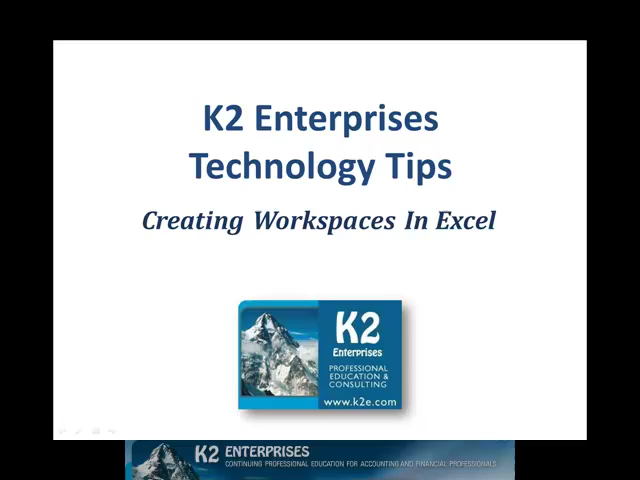 K2 Enterprises
Technology Tips
Creating Workspaces In Excel
K2
Enterprises
PROFESSIONAL
EDUCATION &
CONSULTING
www.k2e.com
K2 ENTERPRISES
CONTINUING PROFESSIONAL EDUCATION FOR ACCOUNTING AND FINANCIAL PROFESSIONALS